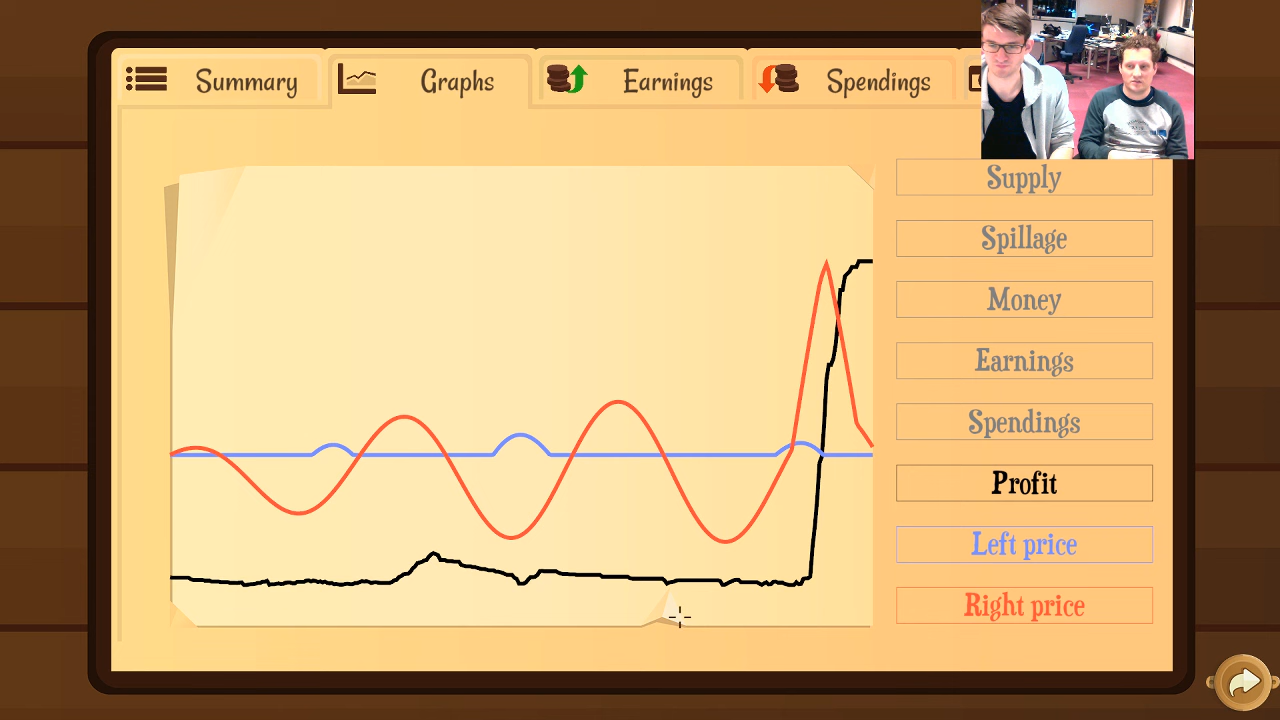 Summary
Graphs
Earnings
Spendings
Supply
Spillage
Money
Earnings
Spendings
Profit
Left price
Right price